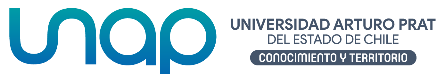 unap
UNIVERSIDAD ARTURO PRAT
DEL ESTADO DE CHILE
CONOCIMIENTO Y TERRITORIO